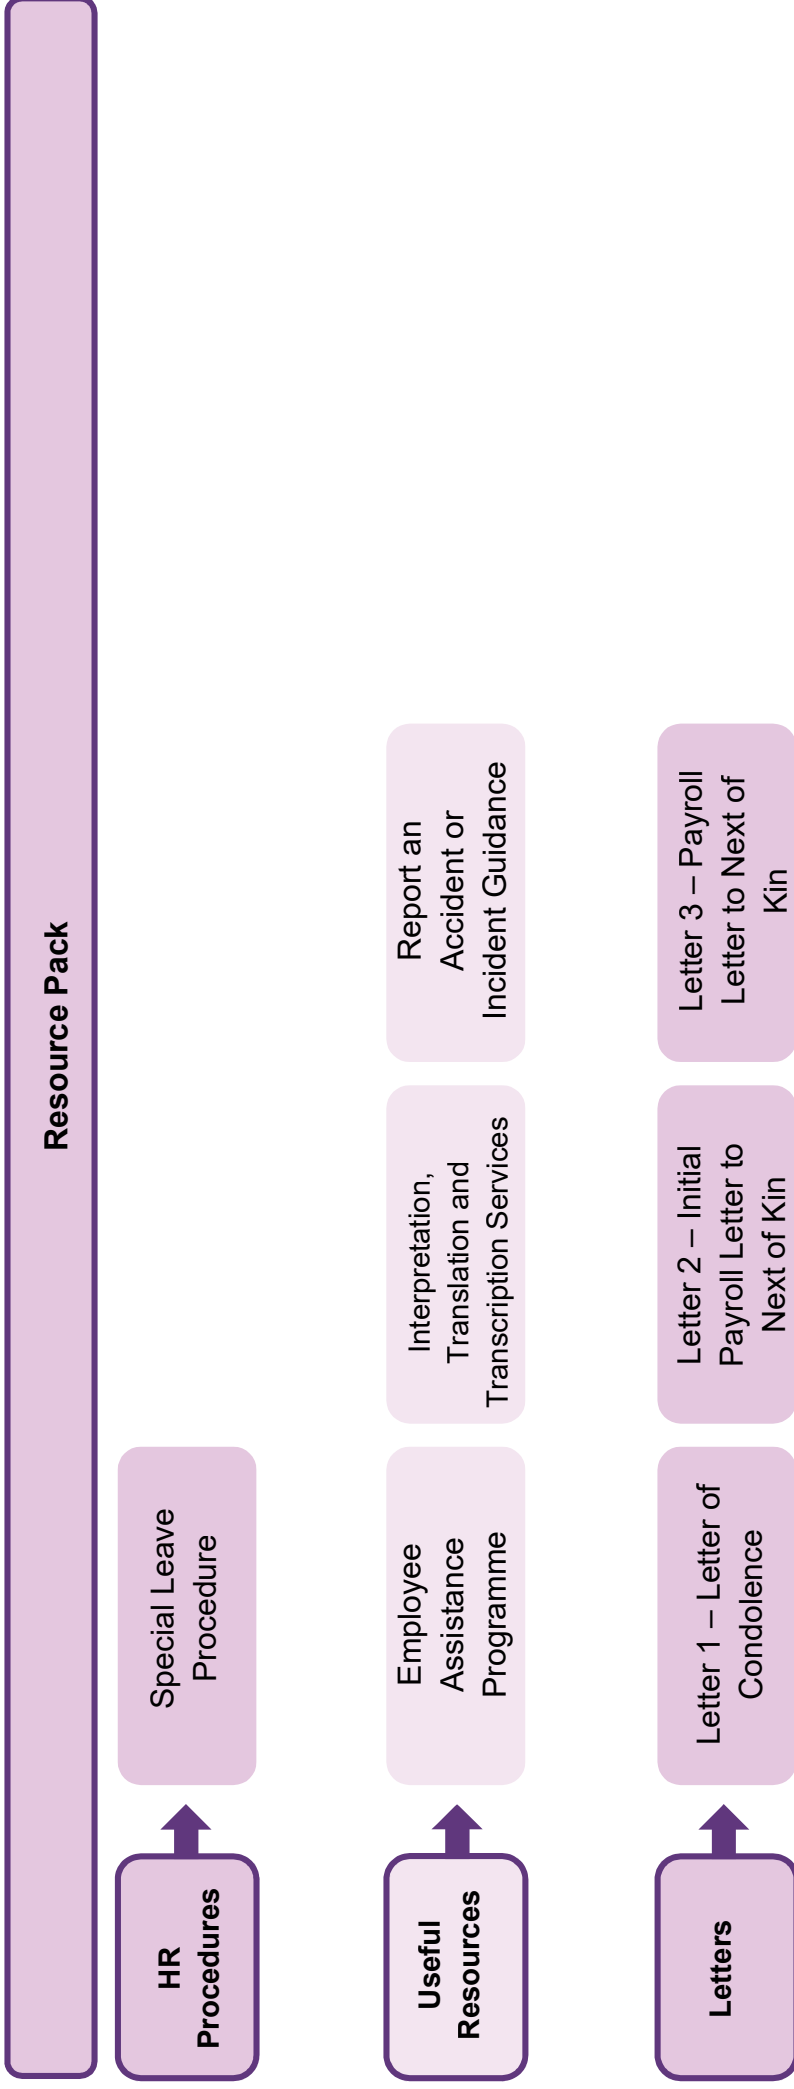 Resource Pack
HR
Procedures
Special Leave
Procedure
Useful
Resources
Employee
Assistance
Programme
Interpretation,
Translation and
Transcription Services
Report an
Accident or
Incident Guidance
Letters
Letter 1 – Letter of
Condolence
Letter 2 – Initial
Payroll Letter to
Next of Kin
Letter 3 – Payroll
Letter to Next of
Kin